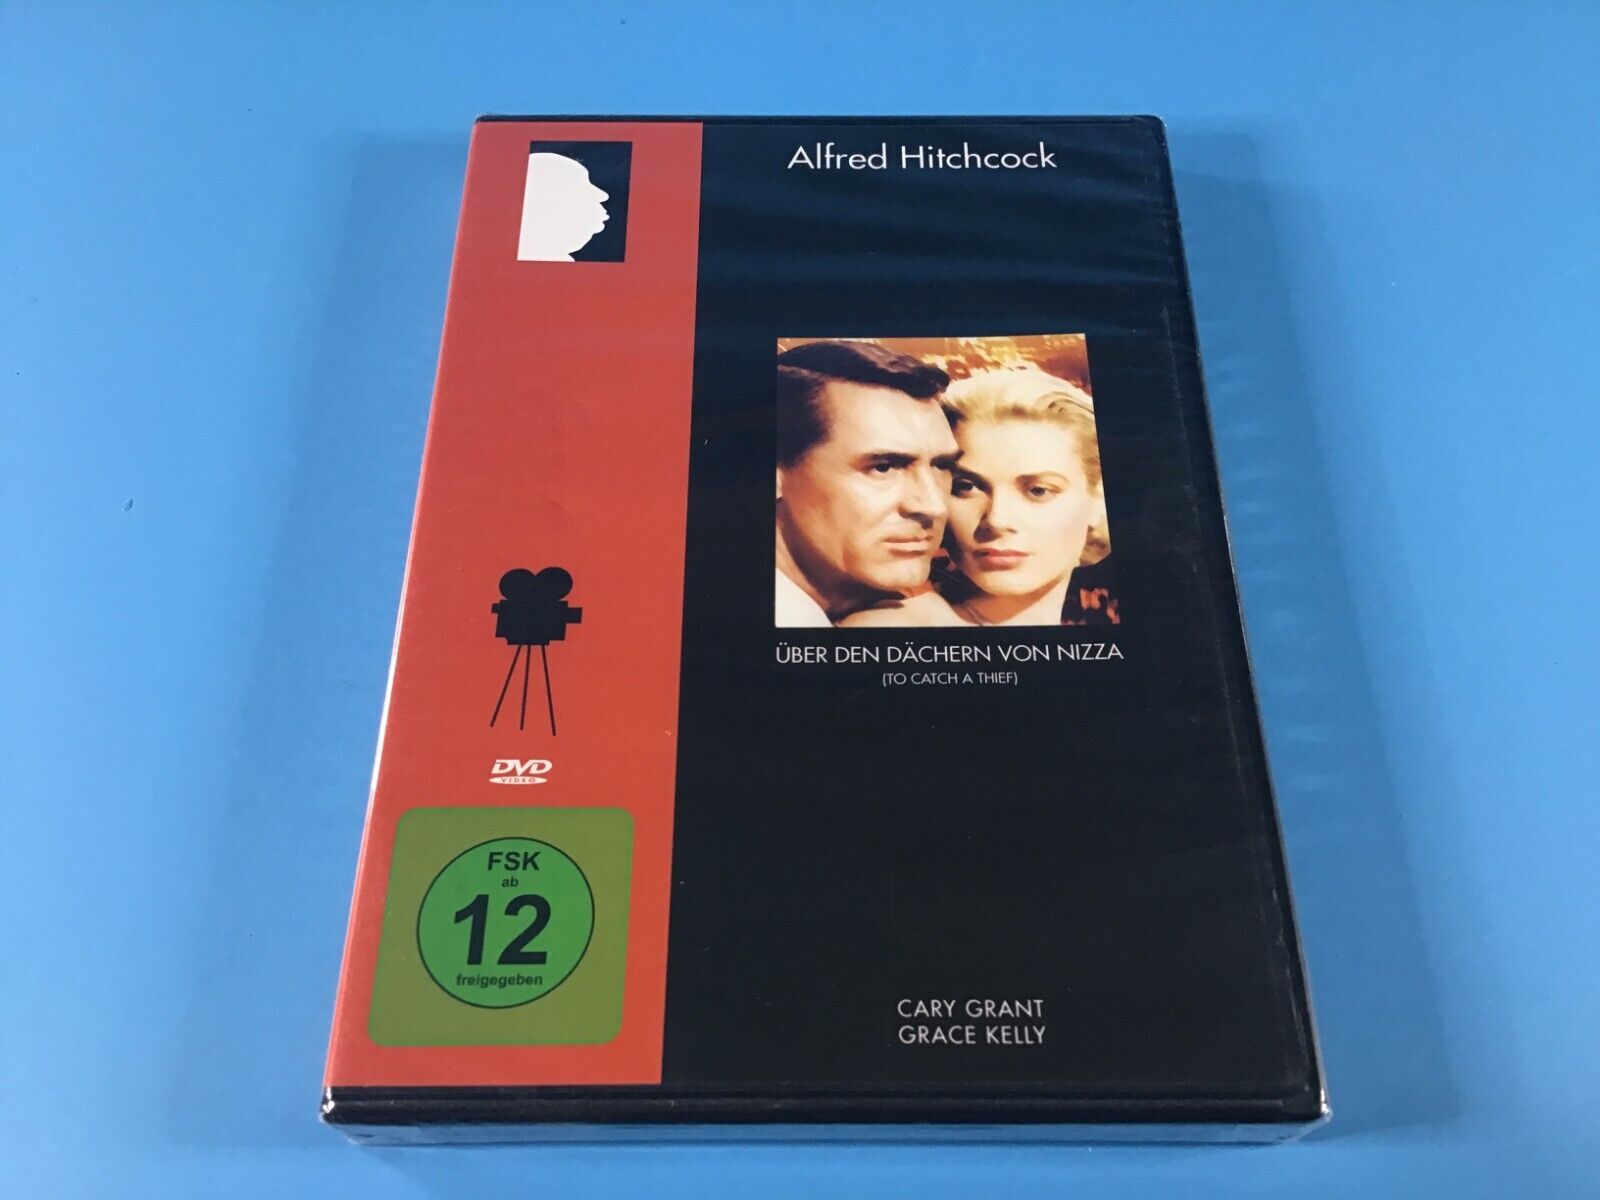 Alfred Hitchcock
ÜBER DEN DÄCHERN VON NIZZA
(TO CATCH A THIEF)
DVD
VIDEO
FSK
ab
12
freigegeben
CARY GRANT
GRACE KELLY